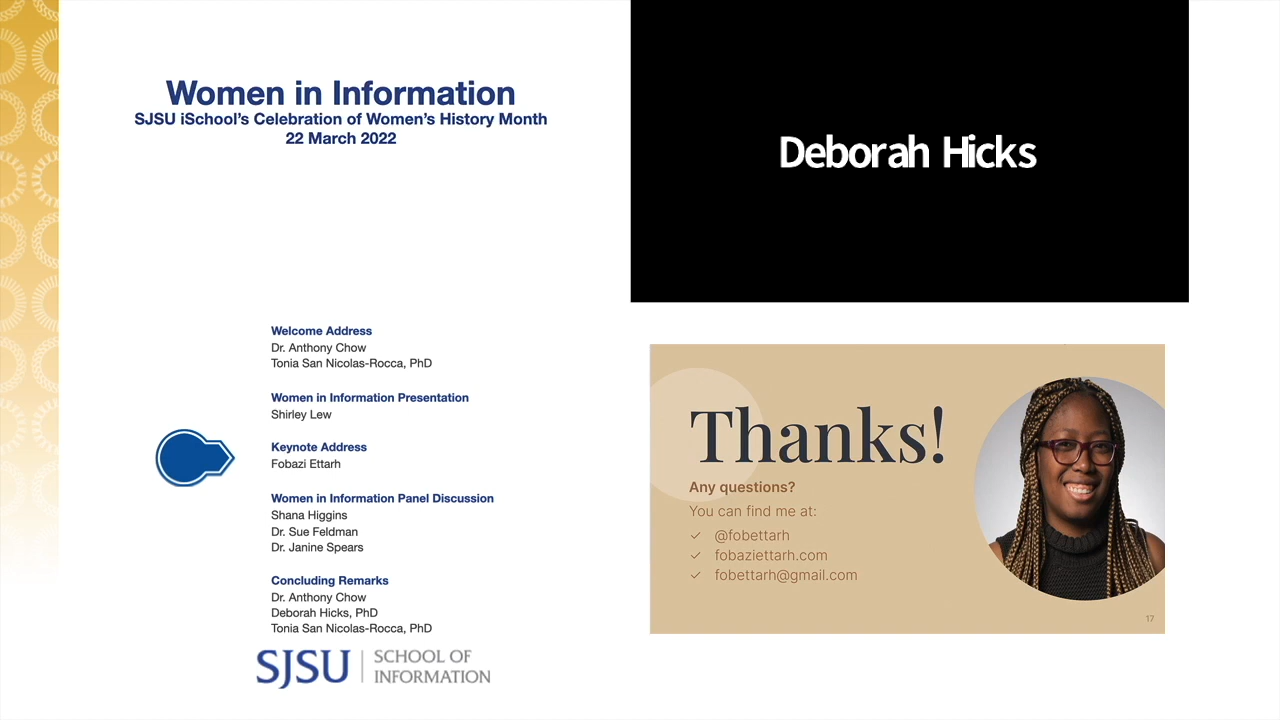 Women in Information
SJSU iSchool's Celebration of Women's History Month
22 March 2022
Welcome Address
Dr. Anthony Chow
Tonia San Nicolas-Rocca, PhD
Women in Information Presentation
Shirley Lew
Keynote Address
Fobazi Ettarh
Women in Information Panel Discussion
Shana Higgins
Dr. Sue Feldman
Dr. Janine Spears
Concluding Remarks
Dr. Anthony Chow
Deborah Hicks, PhD
Tonia San Nicolas-Rocca, PhD
SJSU SCHOOL OF
INFORMATION
Deborah Hicks
Thanks!
Any questions?
You can find me at:
@fobettarh
fobaziettarh.com
fobettarh@gmail.com
17